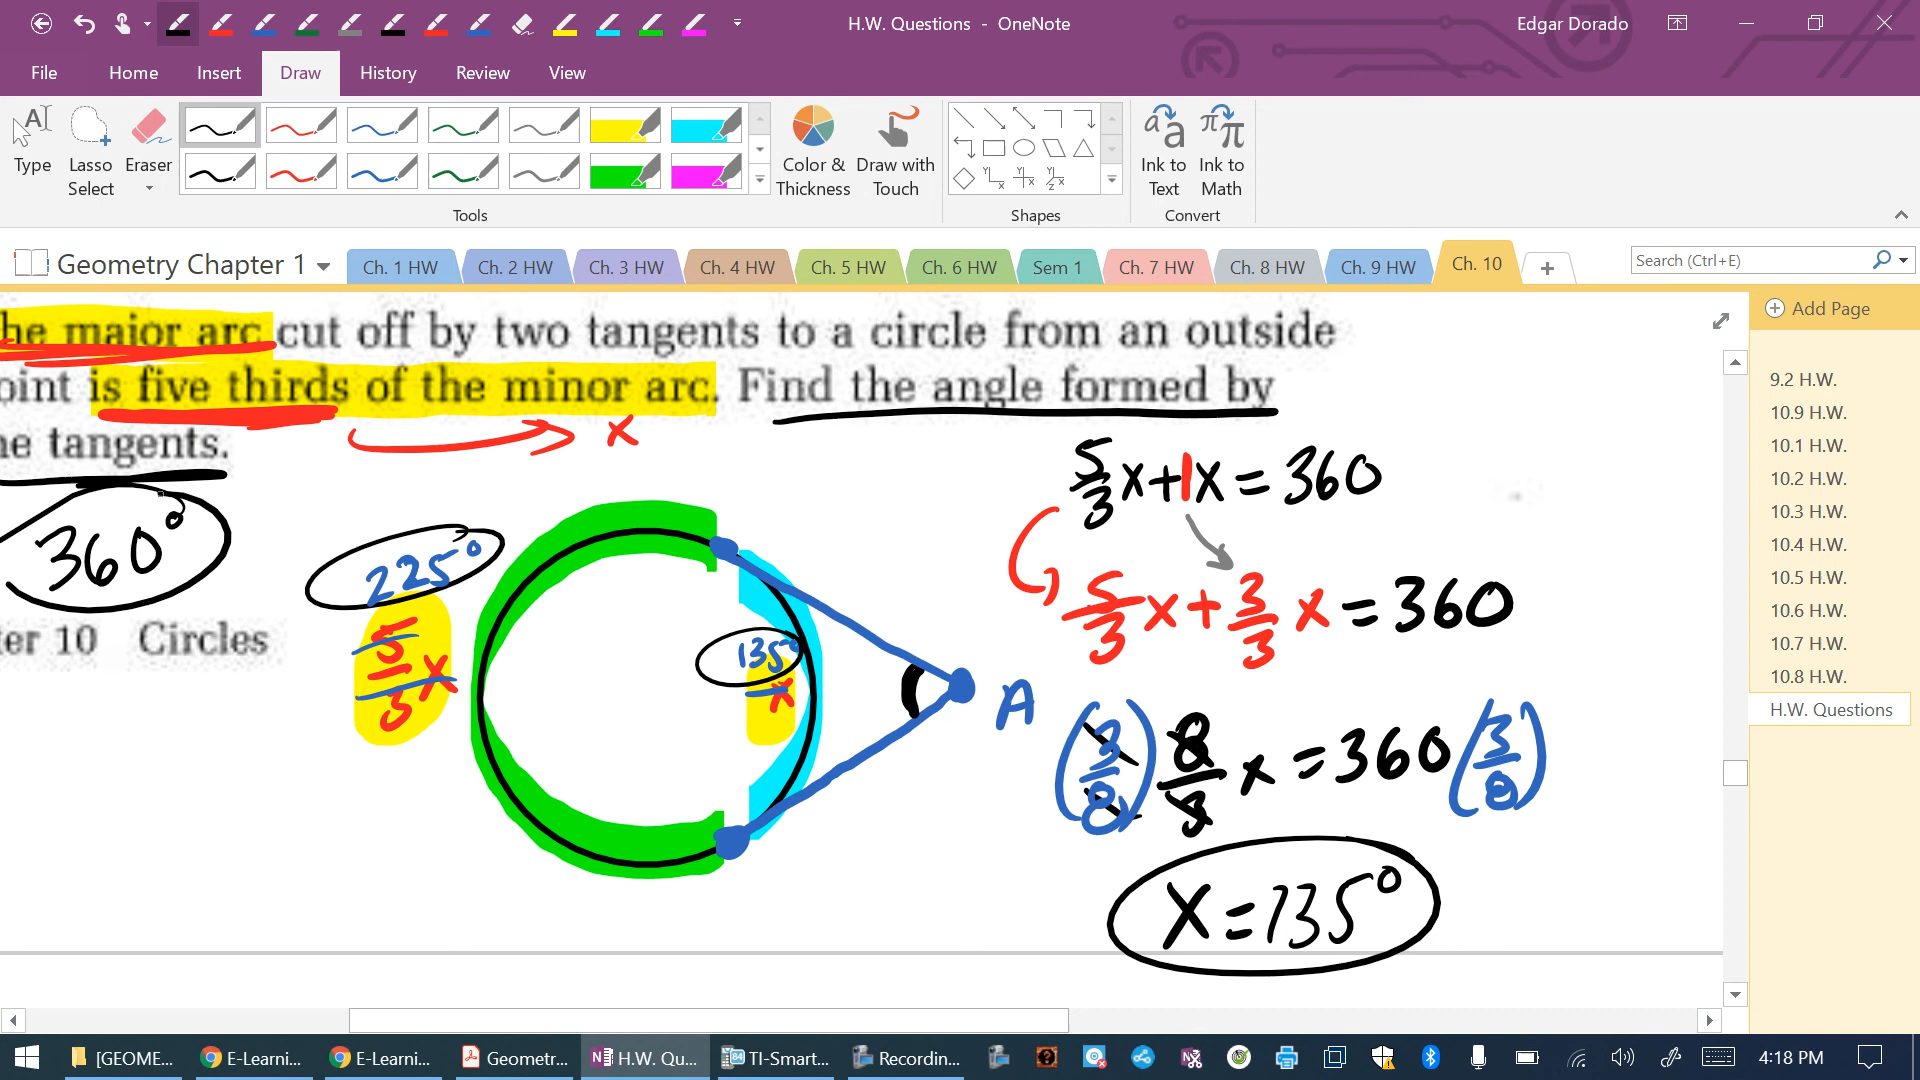 H.W. Questions - OneNote
Edgar Dorado
File Home Insert Draw History Review View
Type
Lasso Select
Eraser
Color & Thickness
Draw with Touch
Ink to Text
Ink to Math
Tools
Shapes
Convert
Geometry Chapter 1
Ch. 1 HW
Ch. 2 HW
Ch. 3 HW
Ch. 4 HW
Ch. 5 HW
Ch. 6 HW
Sem 1
Ch. 7 HW
Ch. 8 HW
Ch. 9 HW
Ch. 10
Search (Ctrl+E)
Add Page
9.2 H.W.
10.9 H.W.
10.1 H.W.
10.2 H.W.
10.3 H.W.
10.4 H.W.
10.5 H.W.
10.6 H.W.
10.7 H.W.
10.8 H.W.
H.W. Questions
he major arc cut off by two tangents to a circle from an outside
oint is five thirds of the minor arc. Find the angle formed by
he tangents.
x
360°
ter 10 Circles
225°
5/3 x
135°
x
A
5/3 x + 1x = 360
5/3 x + 3/3 x = 360
(3/8) 8/3 x = 360 (3/8)
x = 135°
[GEOME...
E-Learni...
E-Learni...
Geometr...
H.W. Qu...
TI-Smart...
Recordin...
4:18 PM